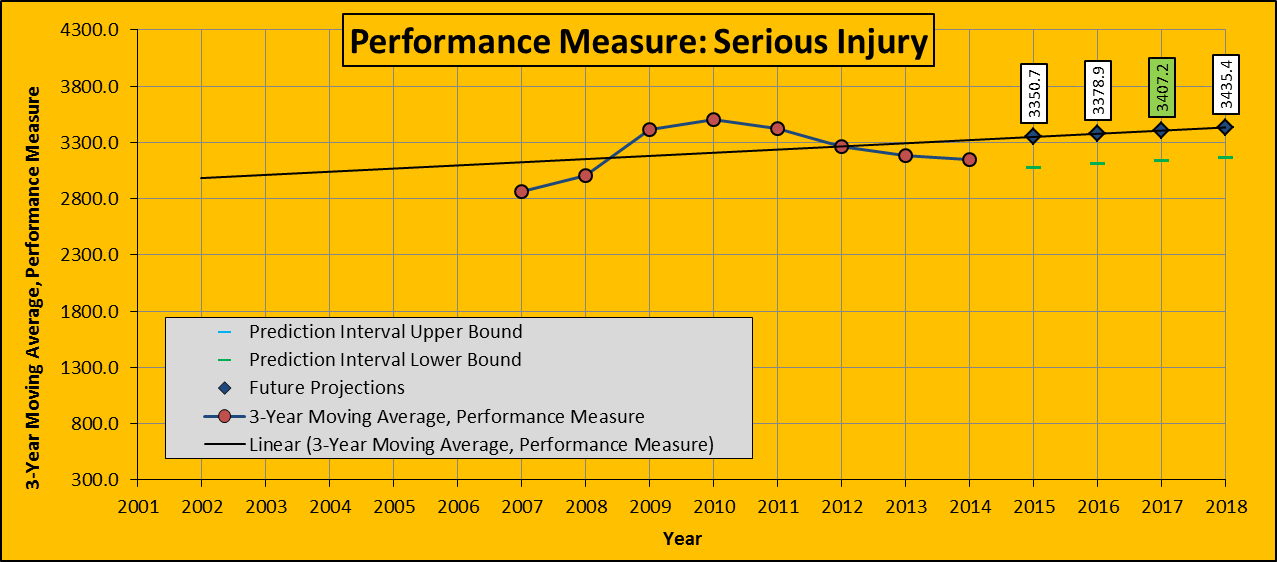 Performance Measure: Serious Injury
3-Year Moving Average, Performance Measure
4300.0
3800.0
3300.0
2800.0
2300.0
1800.0
1300.0
800.0
300.0
3350.7
3378.9
3407.2
3435.4
Prediction Interval Upper Bound
Prediction Interval Lower Bound
Future Projections
3-Year Moving Average, Performance Measure
Linear (3-Year Moving Average, Performance Measure)
2001 2002 2003 2004 2005 2006 2007 2008 2009 2010 2011 2012 2013 2014 2015 2016 2017 2018
Year